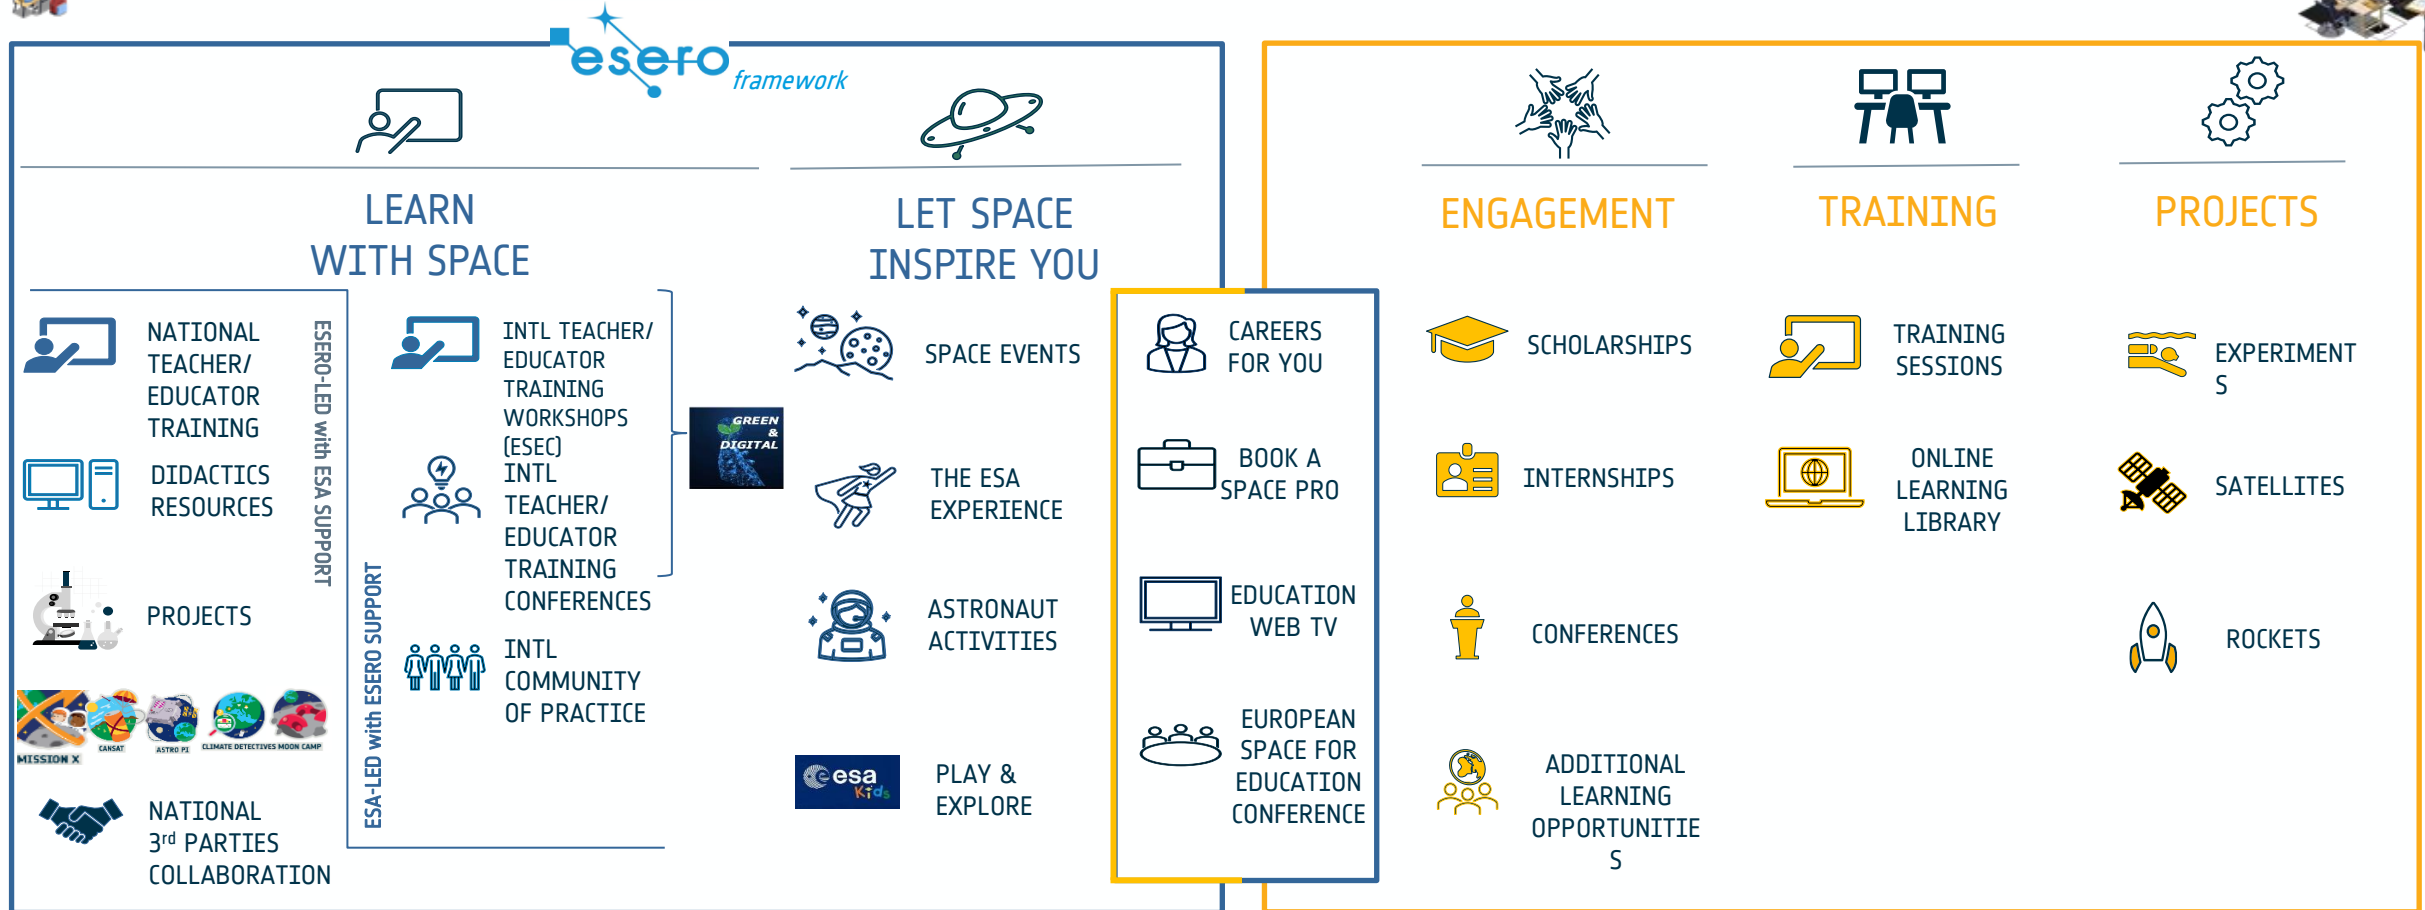 esero
framework
LEARN
WITH SPACE
NATIONAL
TEACHER/
EDUCATOR
TRAINING
DIDACTICS
RESOURCES
PROJECTS
MISSION X
CANSAT
ASTRO PI
CLIMATE DETECTIVES
MOON CAMP
NATIONAL
3rd PARTIES
COLLABORATION
ESERO-LED with ESA SUPPORT
ESA-LED with ESERO SUPPORT
INTL TEACHER/
EDUCATOR
TRAINING
WORKSHOPS
(ESEC)
INTL
TEACHER/
EDUCATOR
TRAINING
CONFERENCES
INTL
COMMUNITY
OF PRACTICE
GREEN
&
DIGITAL
LET SPACE
INSPIRE YOU
SPACE EVENTS
THE ESA
EXPERIENCE
ASTRONAUT
ACTIVITIES
esa
Kids
PLAY &
EXPLORE
CAREERS
FOR YOU
BOOK A
SPACE PRO
EDUCATION
WEB TV
EUROPEAN
SPACE FOR
EDUCATION
CONFERENCE
ENGAGEMENT
SCHOLARSHIPS
INTERNSHIPS
CONFERENCES
ADDITIONAL
LEARNING
OPPORTUNITIE
S
TRAINING
TRAINING
SESSIONS
ONLINE
LEARNING
LIBRARY
PROJECTS
EXPERIMENT
S
SATELLITES
ROCKETS